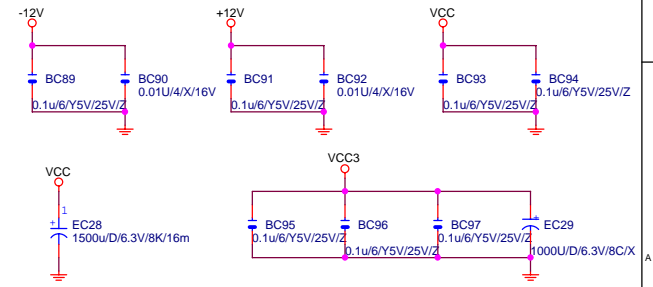 -12V
+12V
VCC
BC89
BC90
BC91
BC92
BC93
BC94
0.1u/6/Y5V/25V/Z
0.01U/4/X/16V
0.1u/6/Y5V/25V/Z
0.01U/4/X/16V
0.1u/6/Y5V/25V/Z
0.1u/6/Y5V/25V/Z
VCC
VCC3
1
+
EC28
1500u/D/6.3V/8K/16m
BC95
BC96
BC97
+
EC29
0.1u/6/Y5V/25V/Z
0.1u/6/Y5V/25V/Z
0.1u/6/Y5V/25V/Z
1000U/D/6.3V/8C/X
A